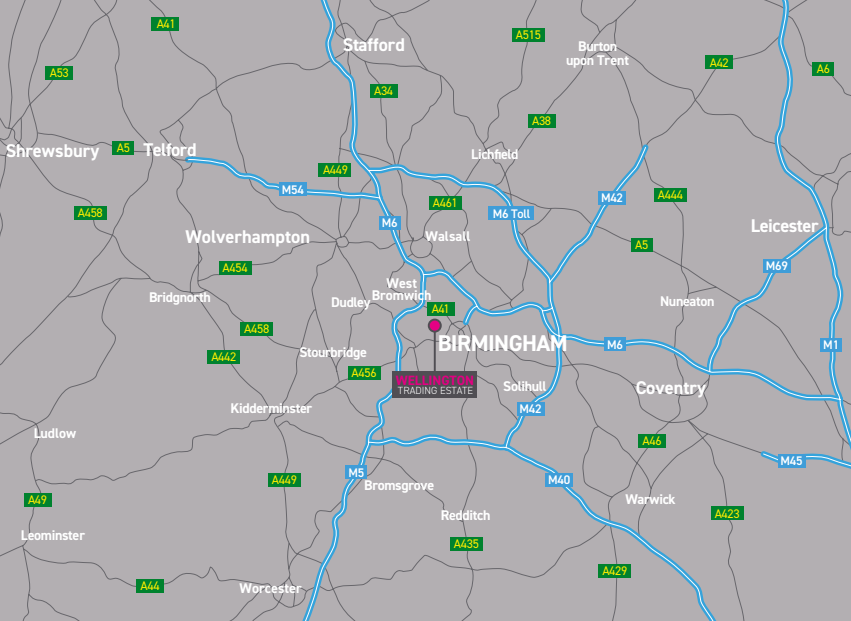 A41
Stafford
A515
Burton
upon Trent
A42
A6
A53
A34
A38
Shrewsbury
A5
Telford
A449
Lichfield
M54
A461
M6 Toll
M42
A444
A458
M6
Wolverhampton
Walsall
A5
Leicester
A454
M69
Bridgnorth
West
Bromwich
Dudley
A41
Nuneaton
A458
A442
Stourbridge
BIRMINGHAM
M6
M1
A456
WELLINGTON
TRADING ESTATE
Solihull
Coventry
Kidderminster
M42
Ludlow
A46
M45
M5
A449
Bromsgrove
M40
A49
Warwick
Redditch
A423
Leominster
A435
A429
A44
Worcester